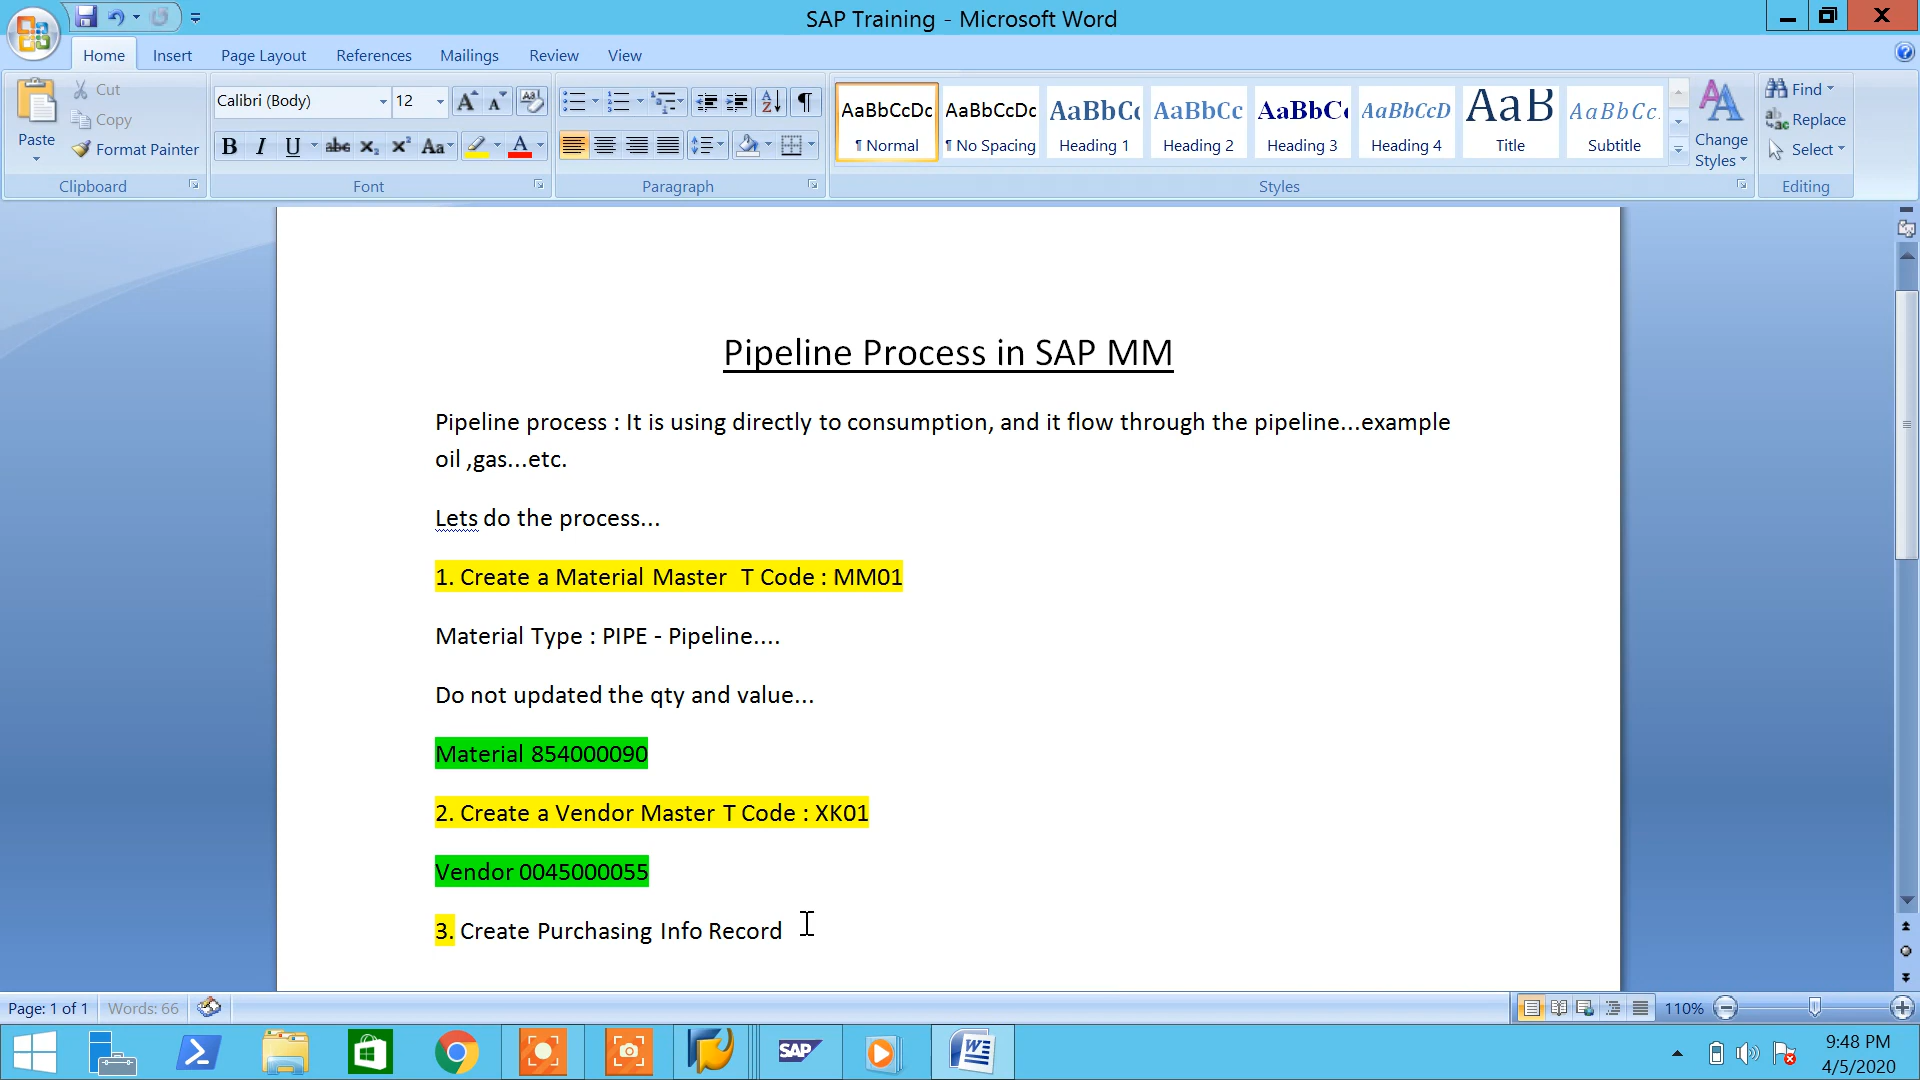 SAP Training - Microsoft Word
Home Insert Page Layout References Mailings Review View
Paste
Cut
Copy
Format Painter
Clipboard
Calibri (Body) 12
Font
Paragraph
AaBbCcDc AaBbCcDc AaBbCc AaBbCc AaBbCc AaBbCcD AaB AaBbCc.
¶ Normal ¶ No Spacing Heading 1 Heading 2 Heading 3 Heading 4 Title Subtitle
Change
Styles
Styles
Find
Replace
Select
Editing
Pipeline Process in SAP MM
Pipeline process : It is using directly to consumption, and it flow through the pipeline...example
oil ,gas...etc.
Lets do the process...
1. Create a Material Master  T Code : MM01
Material Type : PIPE - Pipeline....
Do not updated the qty and value...
Material 854000090
2. Create a Vendor Master T Code : XK01
Vendor 0045000055
3. Create Purchasing Info Record
Page: 1 of 1 Words: 66 110%
SAP
9:48 PM
4/5/2020